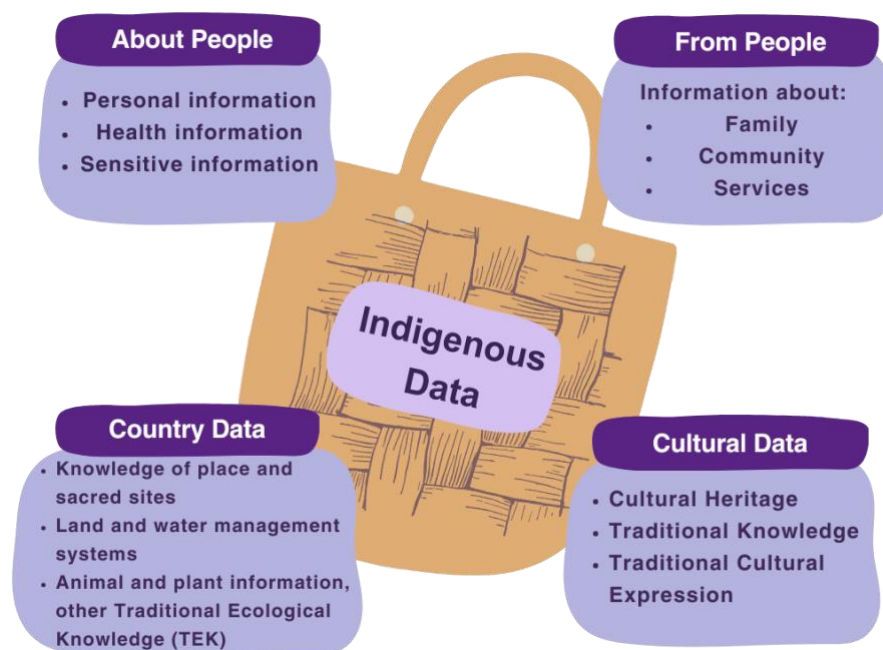 About People
• Personal information
• Health information
• Sensitive information
From People
Information about:
• Family
• Community
• Services
Indigenous
Data
Country Data
• Knowledge of place and
sacred sites
• Land and water management
systems
• Animal and plant information,
other Traditional Ecological
Knowledge (TEK)
Cultural Data
• Cultural Heritage
• Traditional Knowledge
• Traditional Cultural
Expression